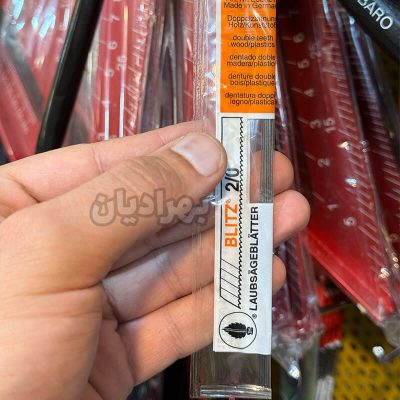 Made in Germany
Doppelzahnung
Holz/Kunststoff
double teeth
wood/plastics
dentado doble
madera/plástico
denture double
bois/plastique
dentatura doppia
legno/plastica
BLITZ® 2/0
® LAUBSÄGEBLÄTTER
بهرادیان
BARO